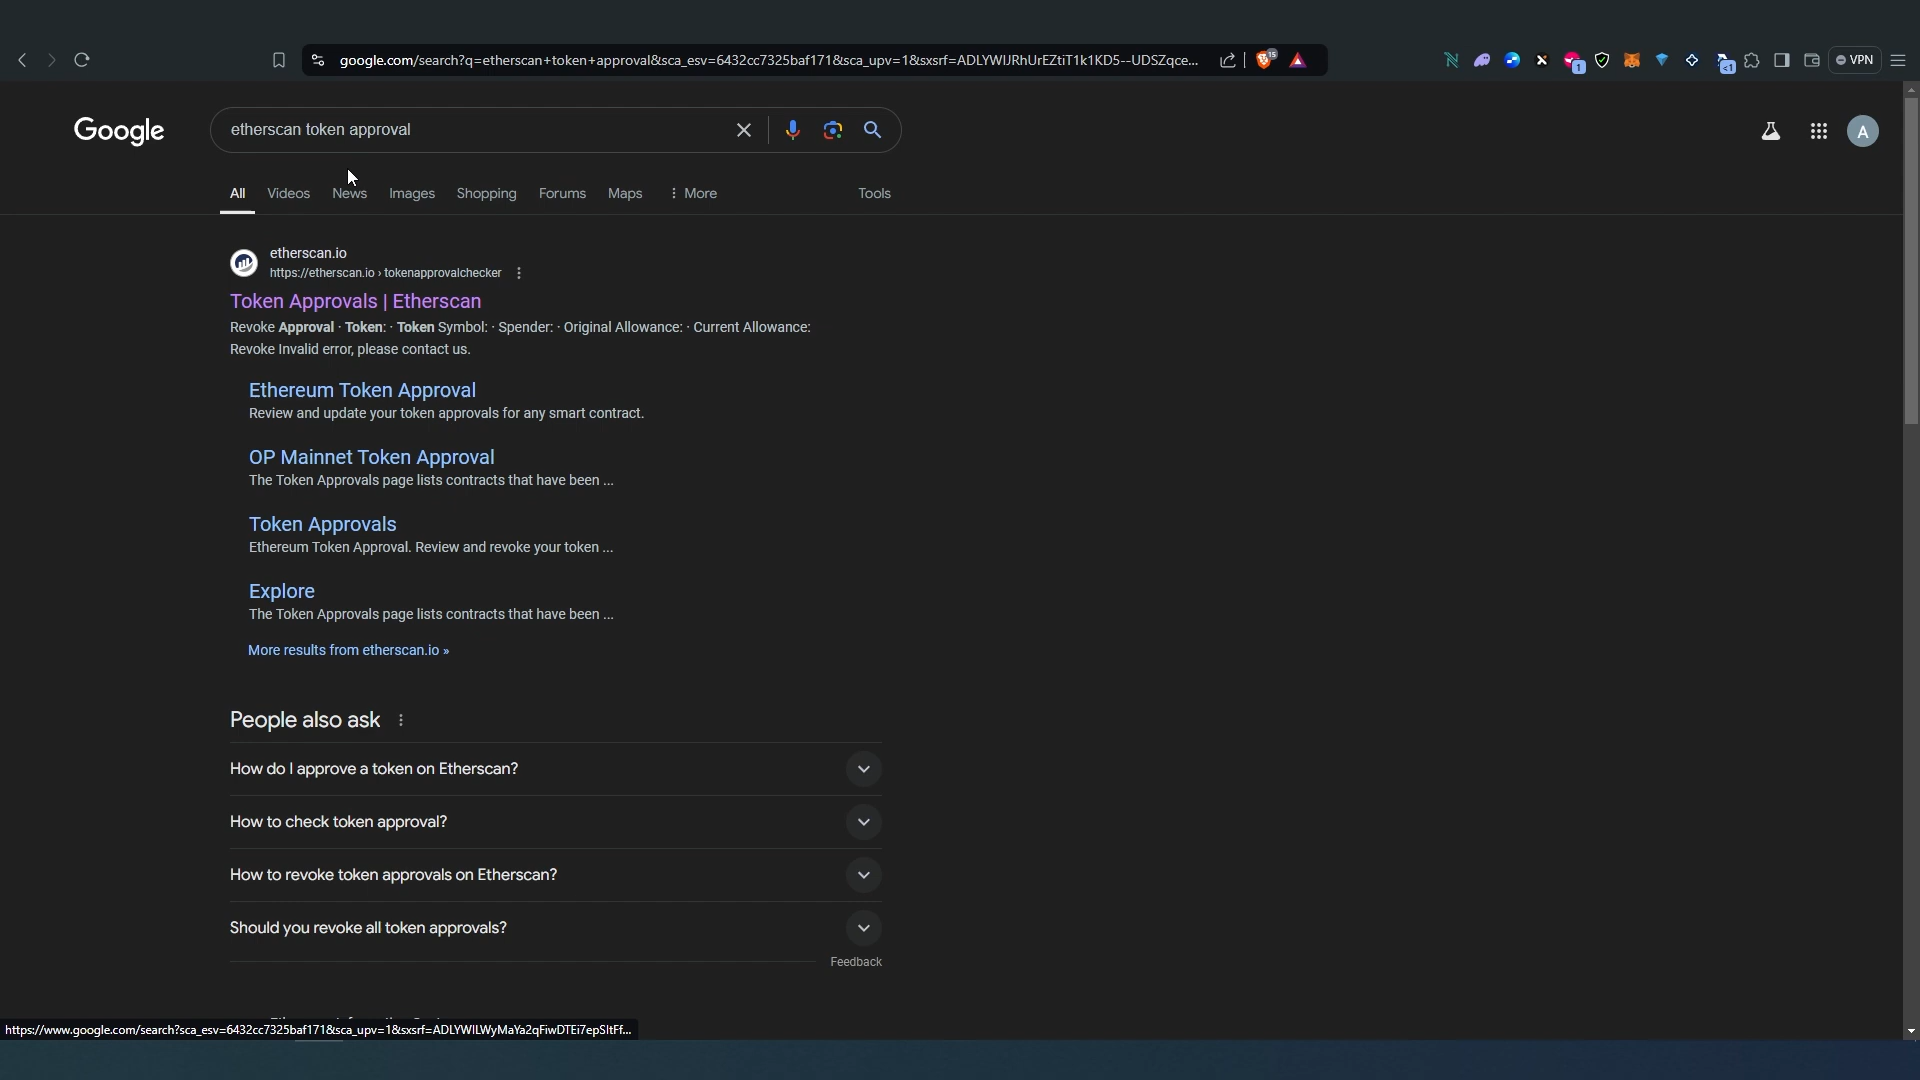 google.com/search?q=etherscan+token+approval&sca_esv=6432cc7325baf171&sca_upv=1&sxsrf=ADLYWIJRhUrEZtiT1k1KD5--UDSZqce...
15
1
<1
VPN
Google
etherscan token approval
A
All
Videos
News
Images
Shopping
Forums
Maps
More
Tools
etherscan.io
https://etherscan.io › tokenapprovalchecker
Token Approvals | Etherscan
Revoke Approval · Token: · Token Symbol: · Spender: · Original Allowance: · Current Allowance:
Revoke Invalid error, please contact us.
Ethereum Token Approval
Review and update your token approvals for any smart contract.
OP Mainnet Token Approval
The Token Approvals page lists contracts that have been ...
Token Approvals
Ethereum Token Approval. Review and revoke your token ...
Explore
The Token Approvals page lists contracts that have been ...
More results from etherscan.io »
People also ask
How do I approve a token on Etherscan?
How to check token approval?
How to revoke token approvals on Etherscan?
Should you revoke all token approvals?
Feedback
https://www.google.com/search?sca_esv=6432cc7325baf171&sca_upv=1&sxsrf=ADLYWILWyMaYa2qFiwDTEi7epSltFf...